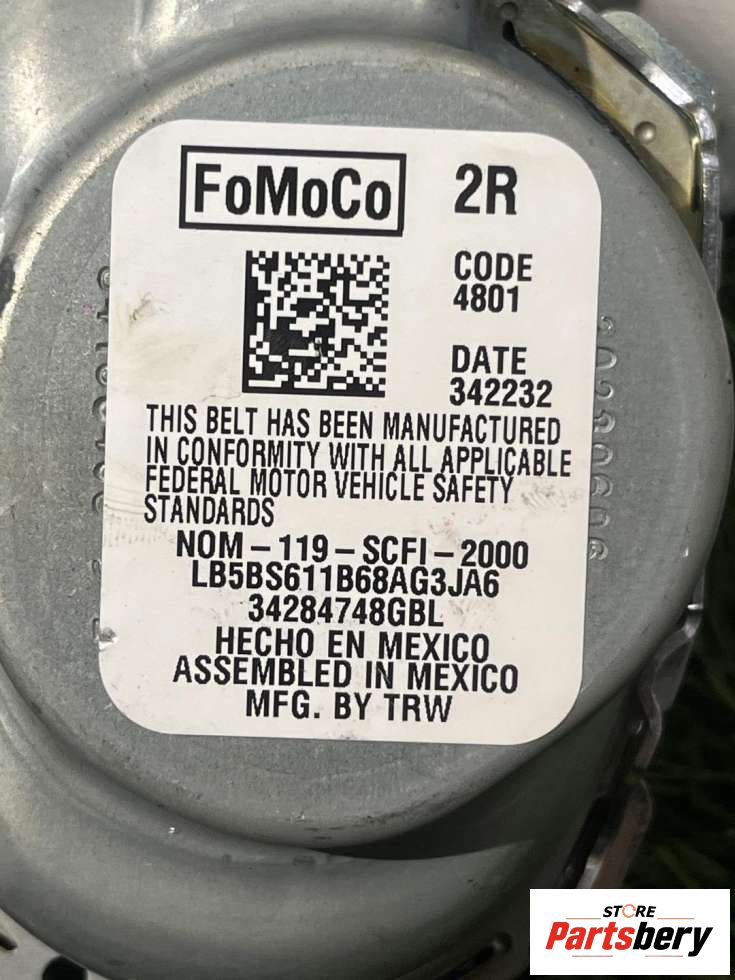 FoMoCo 2R
CODE
4801
DATE
342232
THIS BELT HAS BEEN MANUFACTURED
IN CONFORMITY WITH ALL APPLICABLE
FEDERAL MOTOR VEHICLE SAFETY
STANDARDS
NOM-119-SCFI-2000
LB5BS611B68AG3JA6
34284748GBL
HECHO EN MEXICO
ASSEMBLED IN MEXICO
MFG. BY TRW
STORE
Partsbery